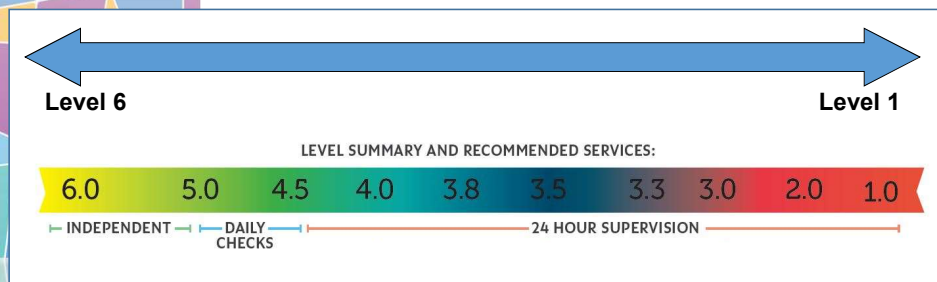 Level 6 Level 1
LEVEL SUMMARY AND RECOMMENDED SERVICES:
6.0 5.0 4.5 4.0 3.8 3.5 3.3 3.0 2.0 1.0
INDEPENDENT DAILY 24 HOUR SUPERVISION
CHECKS